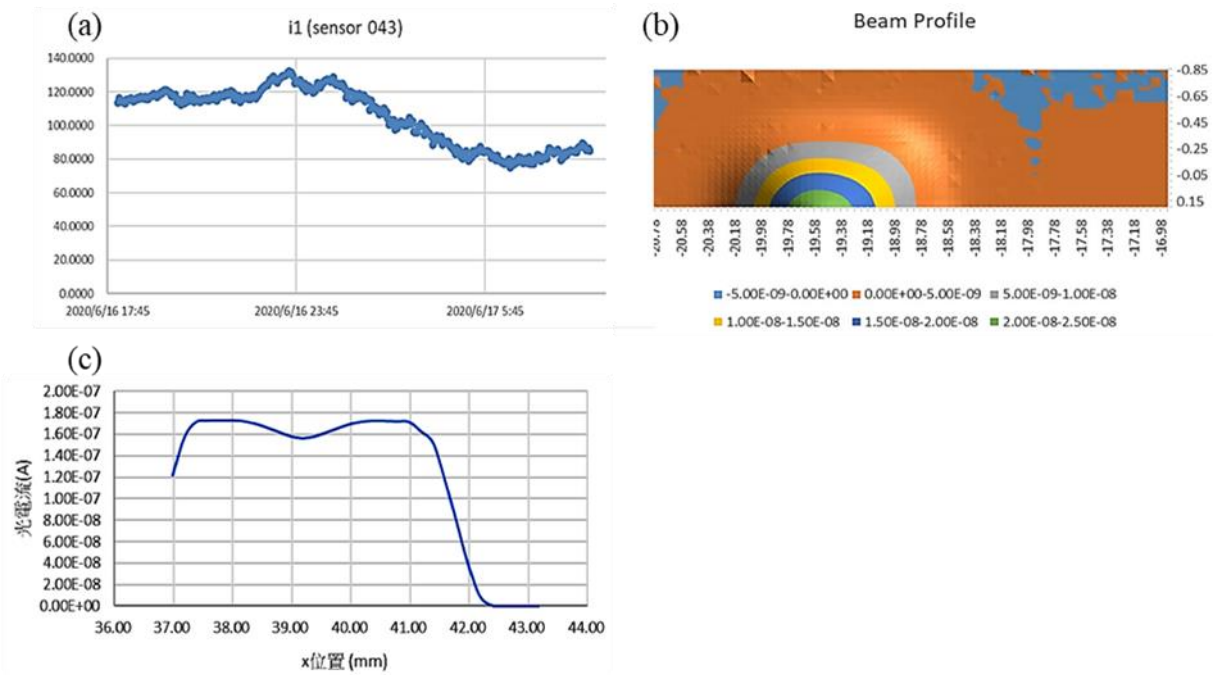 (a)
i1 (sensor 043)
140.0000
120.0000
100.0000
80.0000
60.0000
40.0000
20.0000
0.0000
2020/6/16 17:45 2020/6/16 23:45 2020/6/17 5:45
(b)
Beam Profile
-0.85
-0.65
-0.45
-0.25
-0.05
0.15
-20.78 -20.58 -20.38 -20.18 -19.98 -19.78 -19.58 -19.38 -19.18 -18.98 -18.78 -18.58 -18.38 -18.18 -17.98 -17.78 -17.58 -17.38 -17.18 -16.98
-5.00E-09-0.00E+00 0.00E+00-5.00E-09 5.00E-09-1.00E-08
1.00E-08-1.50E-08 1.50E-08-2.00E-08 2.00E-08-2.50E-08
(c)
2.00E-07
1.80E-07
1.60E-07
1.40E-07
1.20E-07
1.00E-07
8.00E-08
6.00E-08
4.00E-08
2.00E-08
0.00E+00
光電流(A)
36.00 37.00 38.00 39.00 40.00 41.00 42.00 43.00 44.00
x位置 (mm)